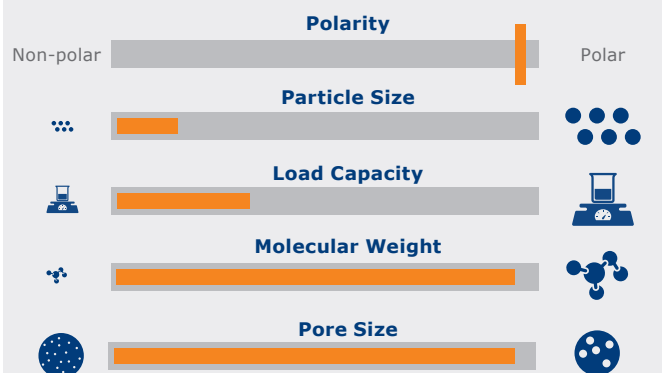 Polarity
Non-polar
Polar
Particle Size
Load Capacity
Molecular Weight
Pore Size